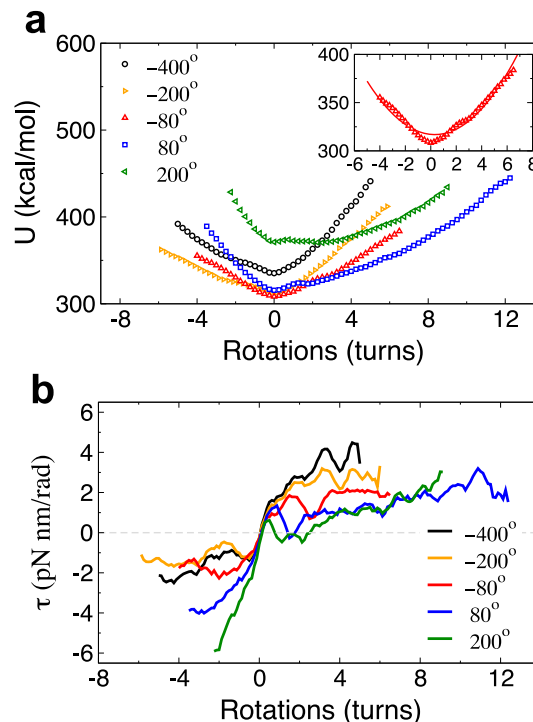 a
600
500
400
300
U (kcal/mol)
−400°
−200°
−80°
80°
200°
375
350
325
300
-6 -4 -2 0 2 4 6 8
-8 -4 0 4 8 12
Rotations (turns)
b
6
4
2
0
-2
-4
-6
τ (pN nm/rad)
−400°
−200°
−80°
80°
200°
-8 -4 0 4 8 12
Rotations (turns)